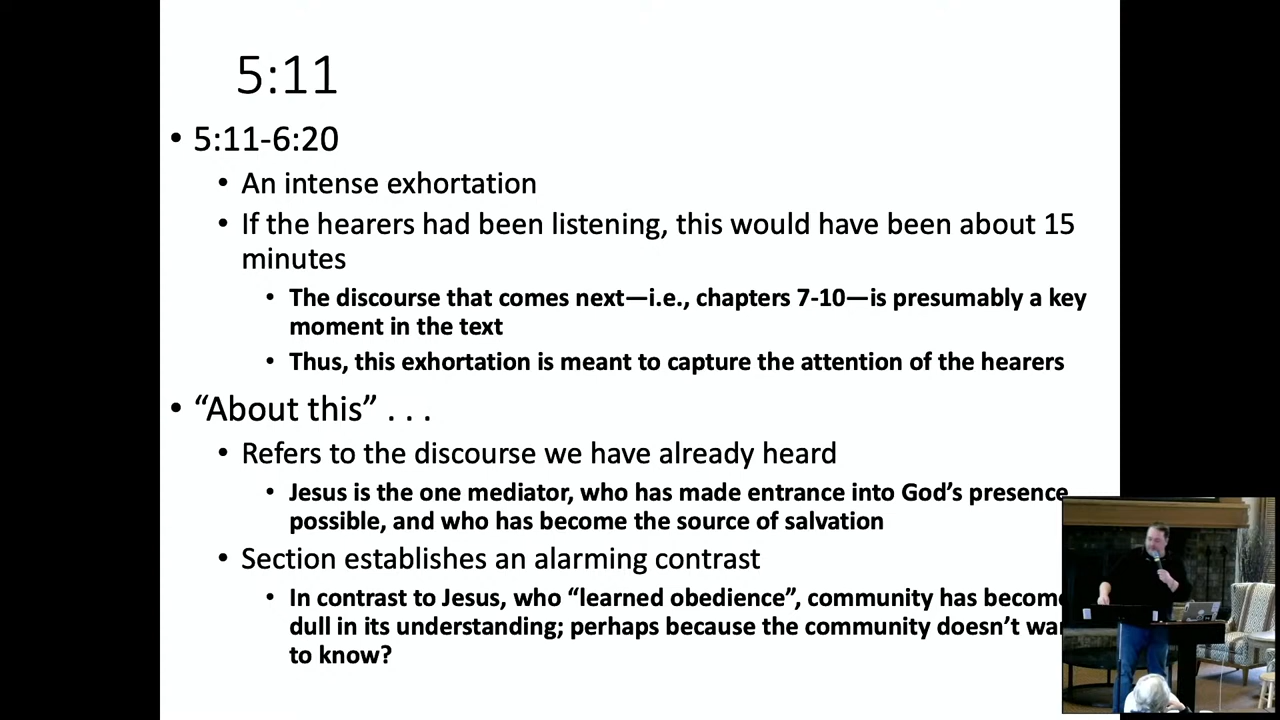 5:11
• 5:11-6:20
• An intense exhortation
• If the hearers had been listening, this would have been about 15
minutes
• The discourse that comes next—i.e., chapters 7-10—is presumably a key
moment in the text
• Thus, this exhortation is meant to capture the attention of the hearers
• “About this” . . .
• Refers to the discourse we have already heard
• Jesus is the one mediator, who has made entrance into God’s presence
possible, and who has become the source of salvation
• Section establishes an alarming contrast
• In contrast to Jesus, who “learned obedience”, community has become
dull in its understanding; perhaps because the community doesn’t
to know?